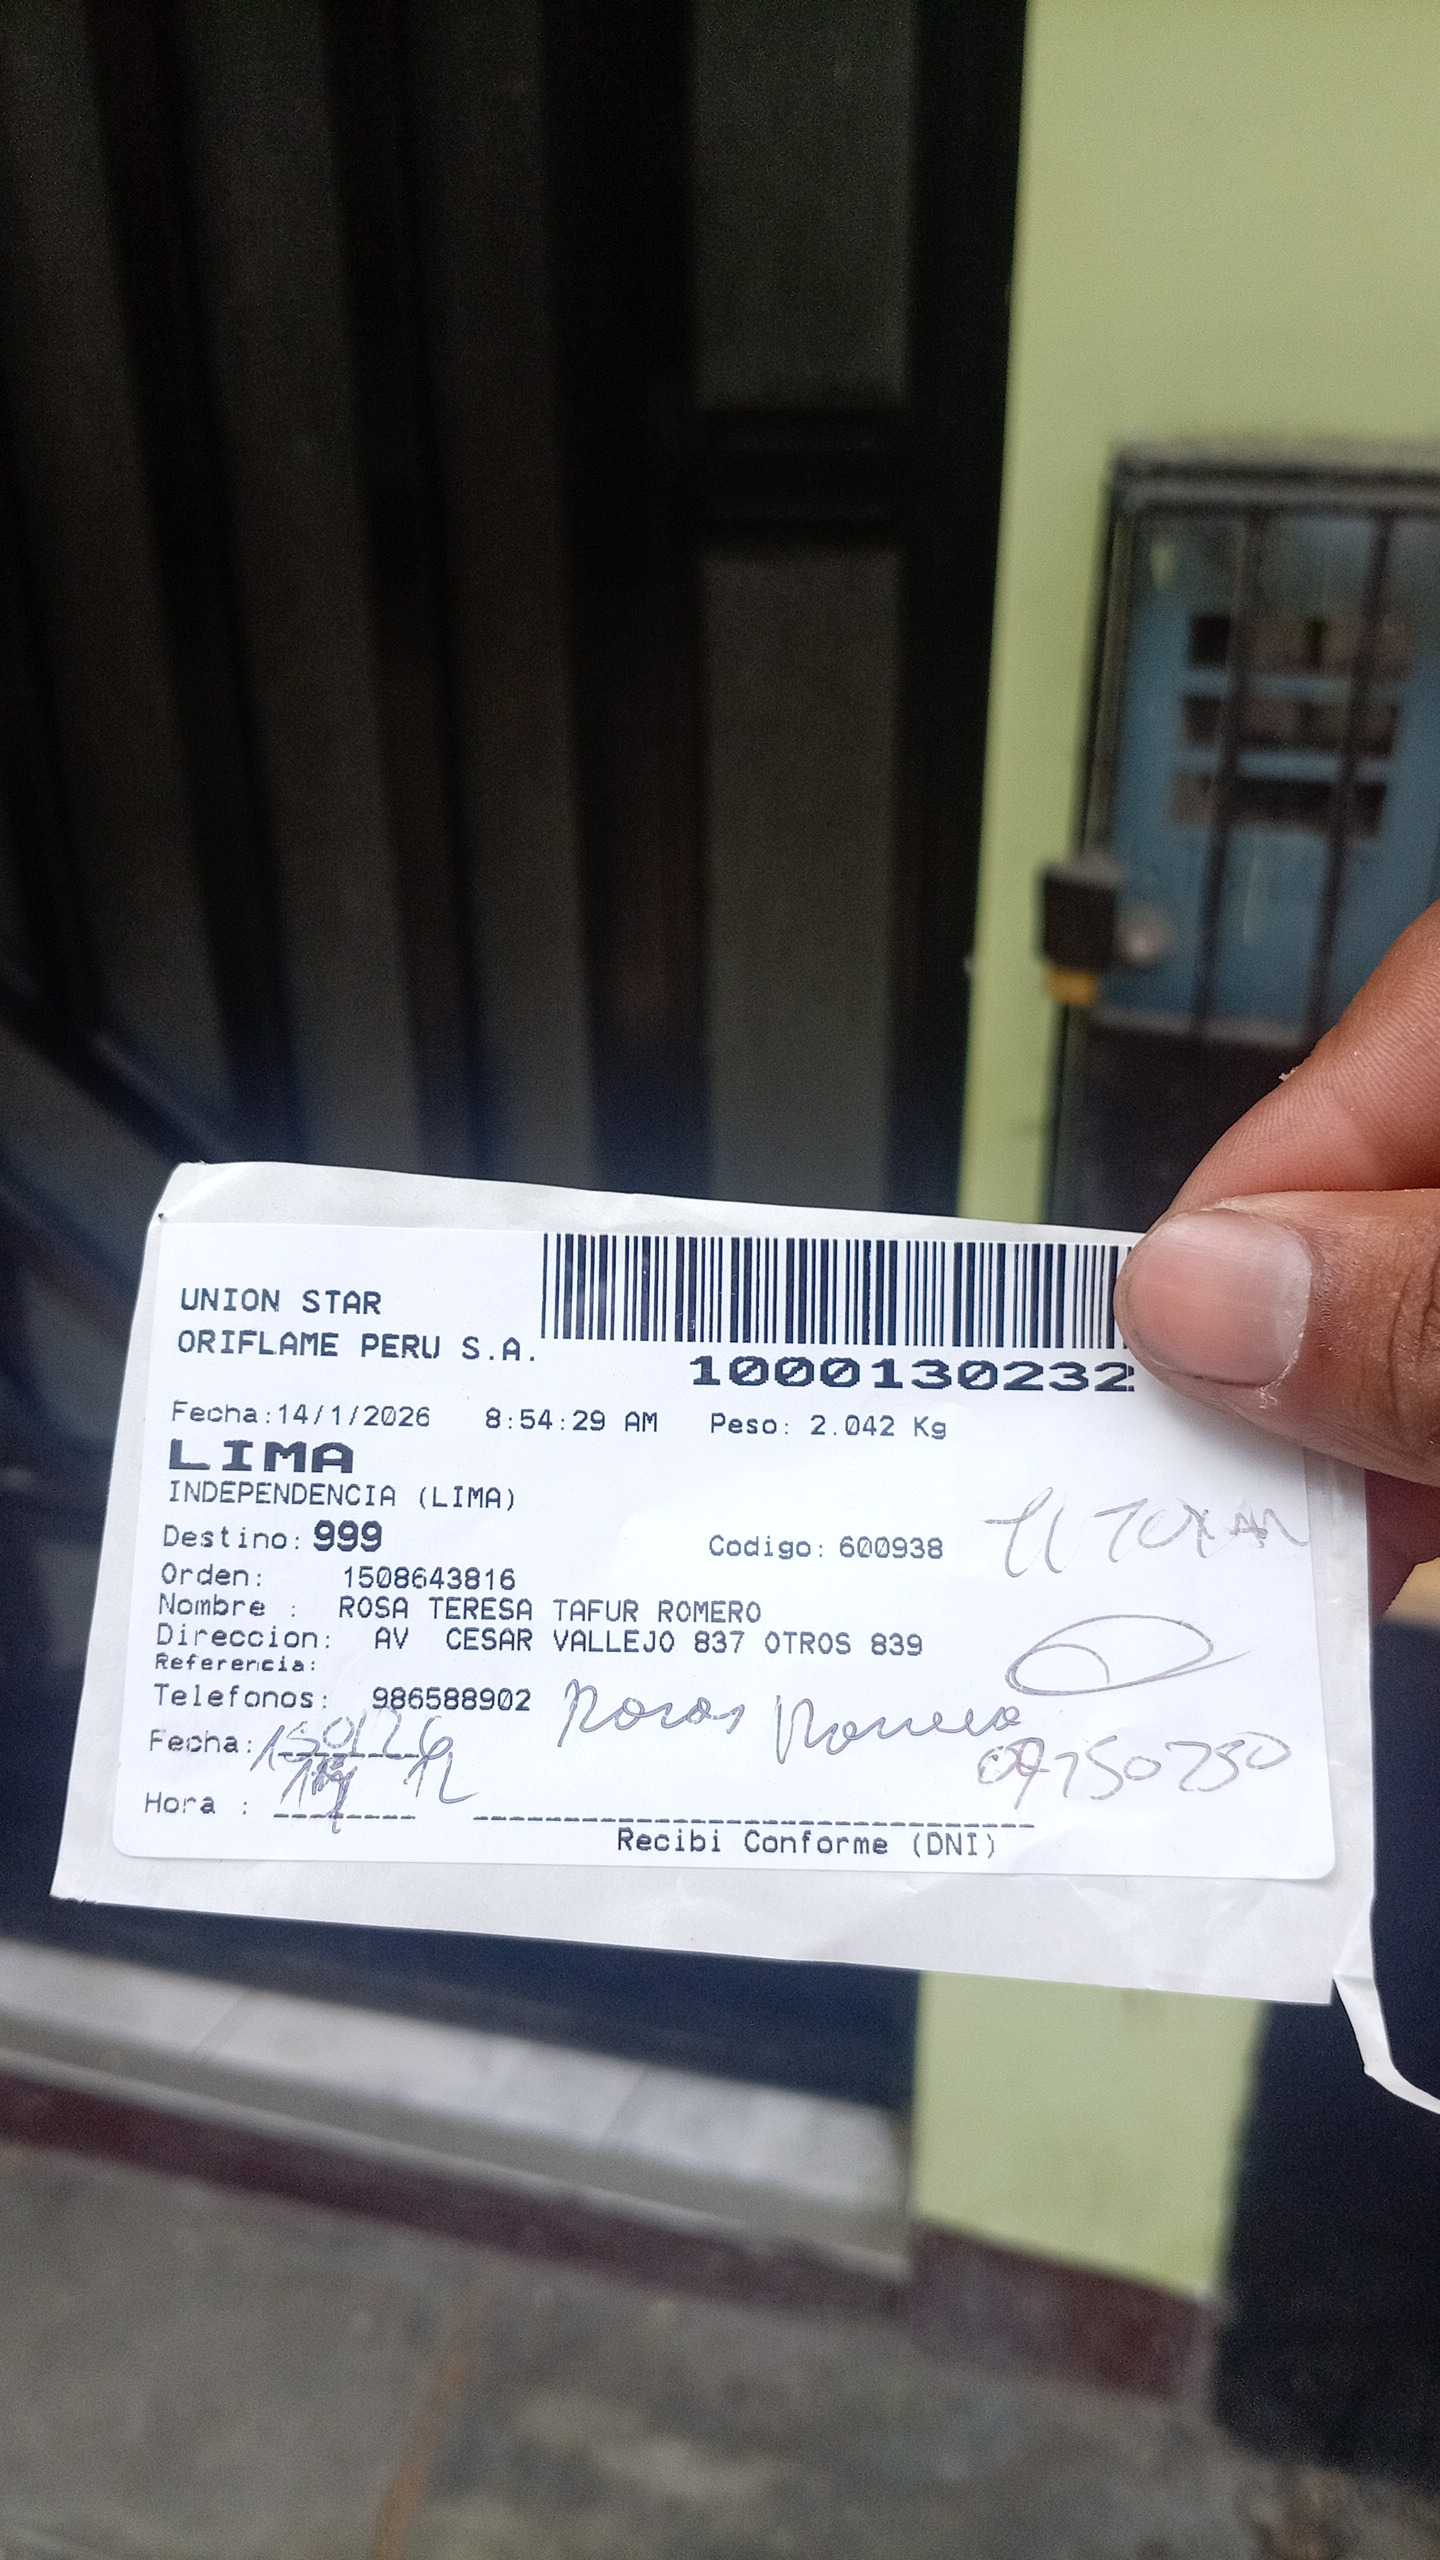 UNION STAR
ORIFLAME PERU S.A.
1000130232
Fecha:14/1/2026 8:54:29 AM Peso: 2.042 Kg
LIMA
INDEPENDENCIA (LIMA)
Destino: 999 Codigo: 600938
Orden: 1508643816
Nombre : ROSA TERESA TAFUR ROMERO
Direccion: AV CESAR VALLEJO 837 OTROS 839
Referencia:
Telefonos: 986588902
Fecha: 150126
Hora :
Recibi Conforme (DNI)